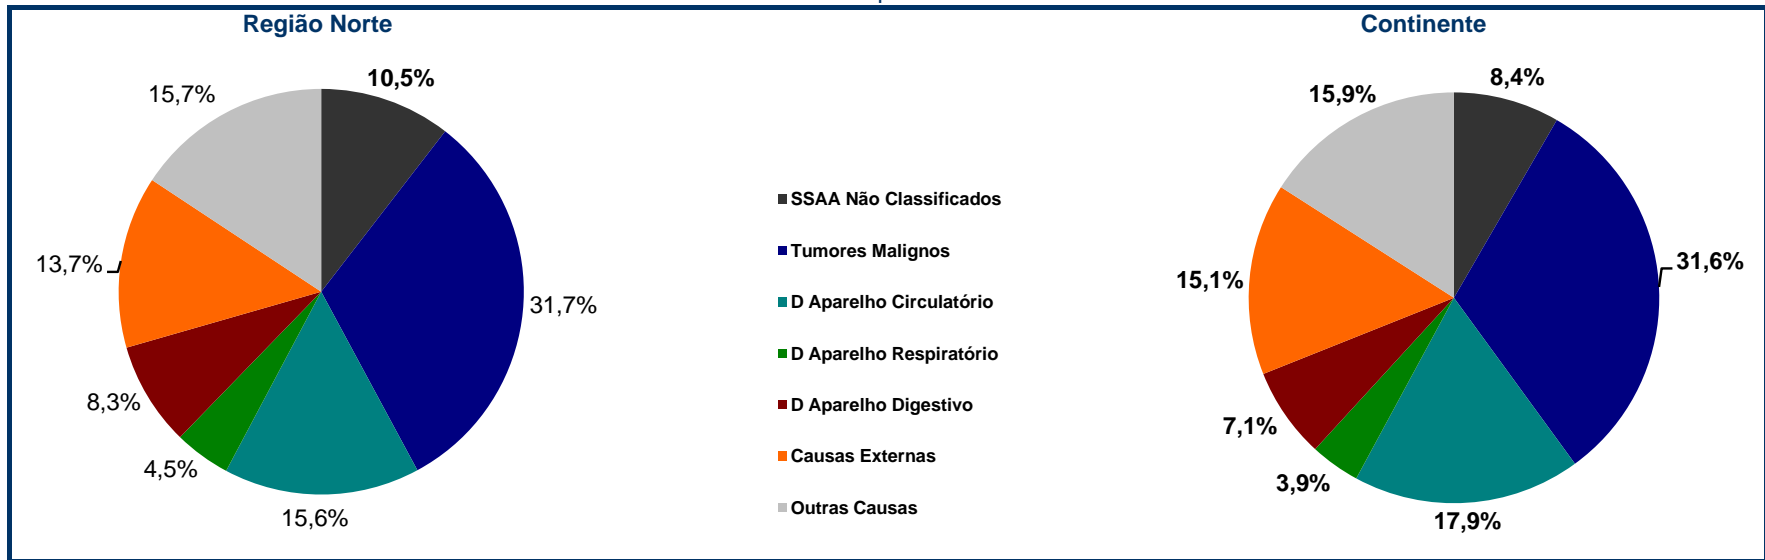 Região Norte
10,5%
31,7%
15,6%
4,5%
8,3%
13,7%
15,7%
SSAA Não Classificados
Tumores Malignos
D Aparelho Circulatório
D Aparelho Respiratório
D Aparelho Digestivo
Causas Externas
Outras Causas
Continente
8,4%
31,6%
17,9%
3,9%
7,1%
15,1%
15,9%